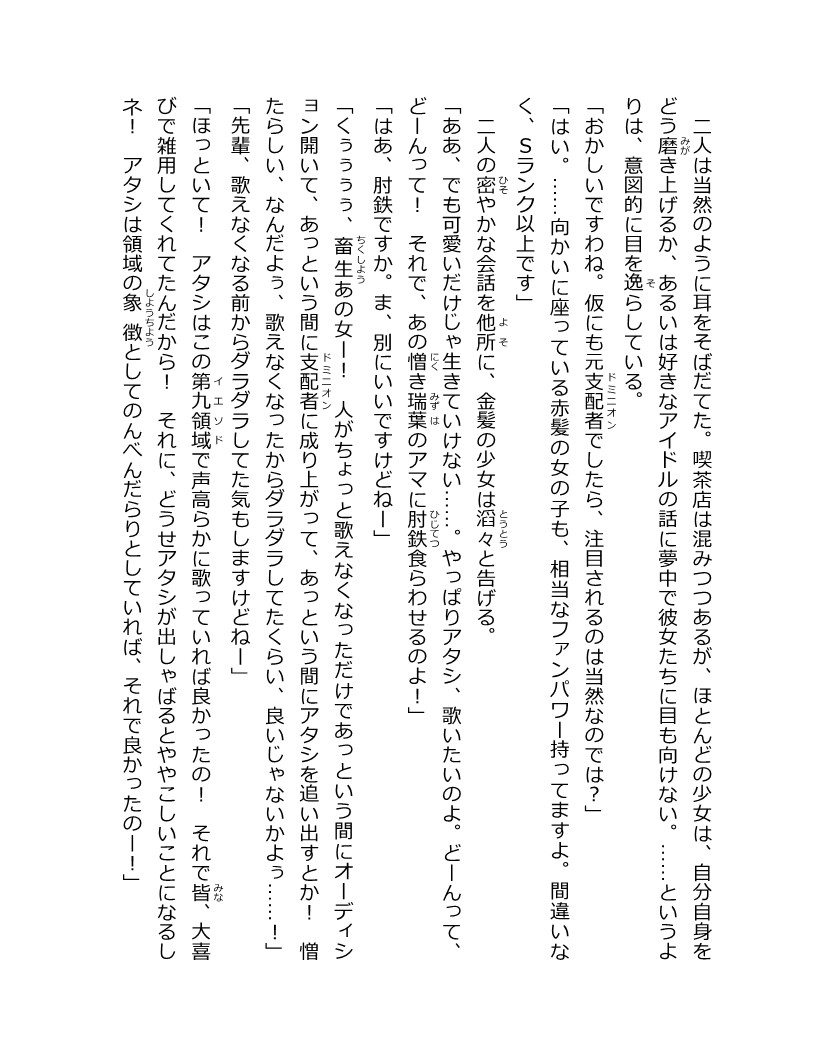 二人は当然のように耳をそばだてた。喫茶店は混みつつあるが、ほとんどの少女は、自分自身を
どう磨き上げるか、あるいは好きなアイドルの話に夢中で彼女たちに目も向けない。……というよ
りは、意図的に目を逸らしている。
「おかしいですわね。仮にも元支配者でしたら、注目されるのは当然なのでは？」
「はい。……向かいに座っている赤髪の女の子も、相当なファンパワー持ってますよ。間違いな
く、Ｓランク以上です」
　二人の密やかな会話を他所に、金髪の少女は滔々と告げる。
「ああ、でも可愛いだけじゃ生きていけない……。やっぱりアタシ、歌いたいのよ。どーんって、
どーんって！　それで、あの憎き瑞葉のアマに肘鉄食らわせるのよ！」
「はあ、肘鉄ですか。ま、別にいいですけどねー」
「くぅぅぅぅ、畜生あの女ー！　人がちょっと歌えなくなっただけであっという間にオーディシ
ョン開いて、あっという間に支配者に成り上がって、あっという間にアタシを追い出すとか！　憎
たらしい、なんだよぅ、歌えなくなったからダラダラしてたくらい、良いじゃないかよぅ……！」
「先輩、歌えなくなる前からダラダラしてた気もしますけどねー」
「ほっといて！　アタシはこの第九領域で声高らかに歌っていれば良かったの！　それで皆、大喜
びで雑用してくれてたんだから！　それに、どうせアタシが出しゃばるとややこしいことになるし
ネ！　アタシは領域の象徴としてのんべんだらりとしていれば、それで良かったのー！」